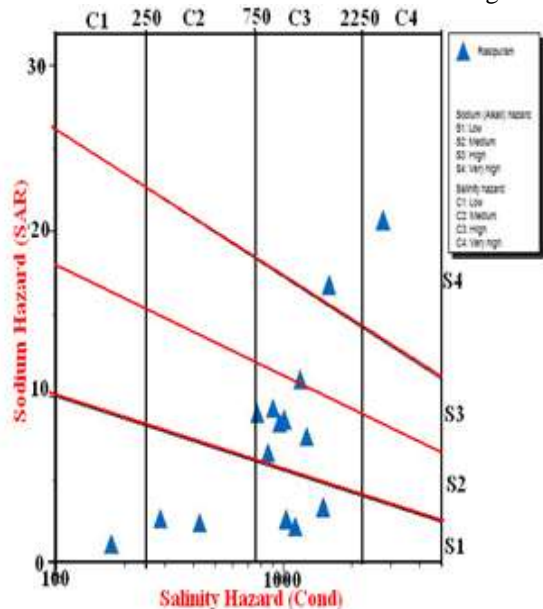 C1 250 C2 750 C3 2250 C4
30
20
10
0
100
1000
Sodium Hazard (SAR)
Salinity Hazard (Cond)
S4
S3
S2
S1
Rasipuram
Sodium (Alkali) hazard:
S1: Low
S2: Medium
S3: High
S4: Very high
Salinity hazard:
C1: Low
C2: Medium
C3: High
C4: Very high